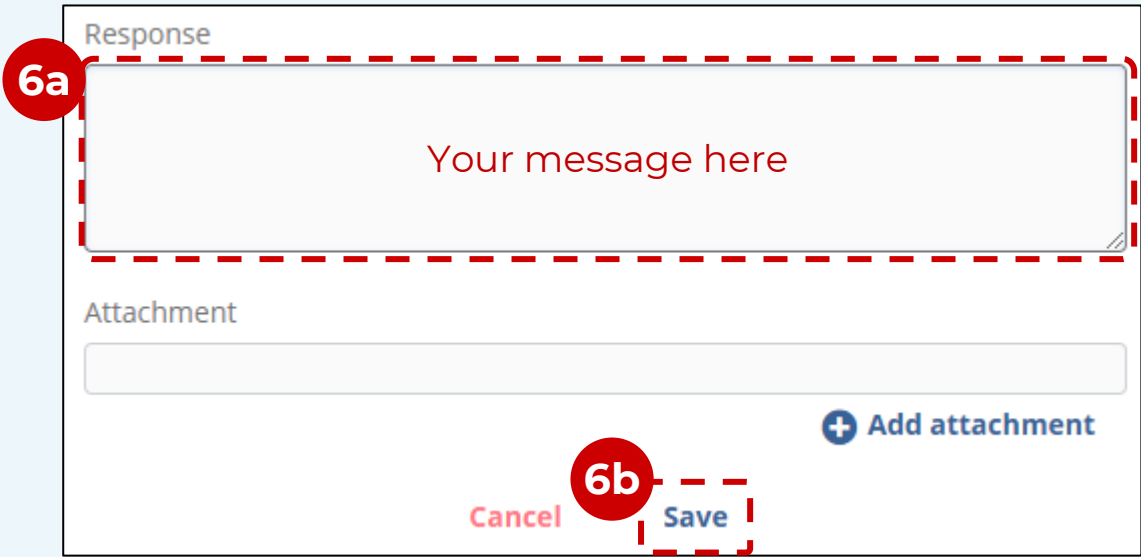 Response
6a
Your message here
Attachment
Add attachment
6b
Cancel
Save